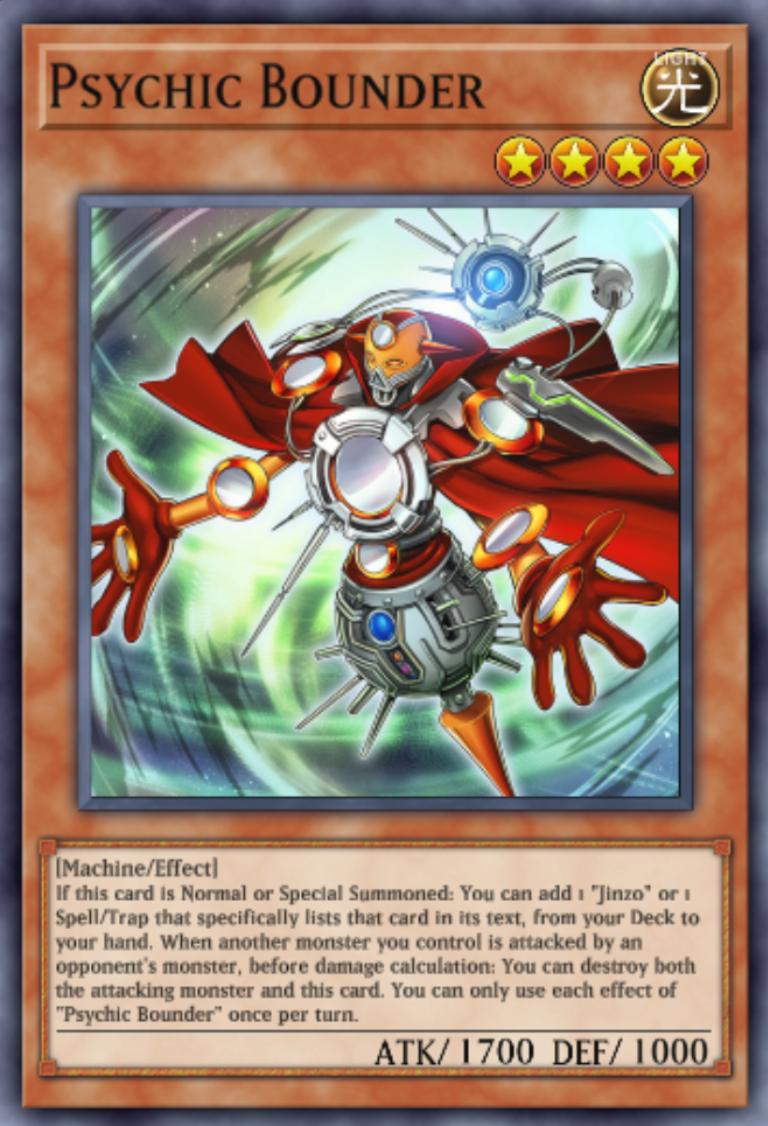 Psychic Bounder
LIGHT
光
[Machine/Effect]
If this card is Normal or Special Summoned: You can add 1 "Jinzo" or 1
Spell/Trap that specifically lists that card in its text, from your Deck to
your hand. When another monster you control is attacked by an
opponent's monster, before damage calculation: You can destroy both
the attacking monster and this card. You can only use each effect of
"Psychic Bounder" once per turn.
ATK/ 1700 DEF/ 1000